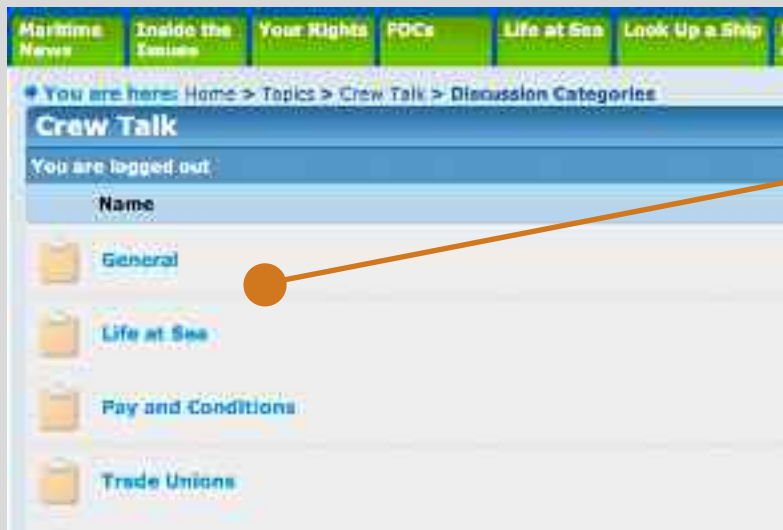 Maritime News
Inside the Issues
Your Rights
FOCs
Life at Sea
Look Up a Ship
You are here: Home > Topics > Crew Talk > Discussion Categories
Crew Talk
You are logged out
Name
General
Life at Sea
Pay and Conditions
Trade Unions